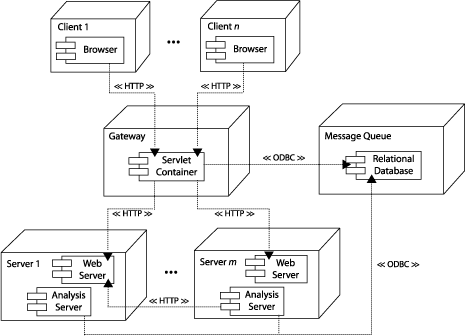 Client 1
Browser
•••
Client n
Browser
≪ HTTP ≫
≪ HTTP ≫
Gateway
Servlet
Container
≪ ODBC ≫
Message Queue
Relational
Database
≪ HTTP ≫
≪ HTTP ≫
Server 1
Web
Server
Analysis
Server
•••
≪ HTTP ≫
Server m
Web
Server
Analysis
Server
≪ ODBC ≫